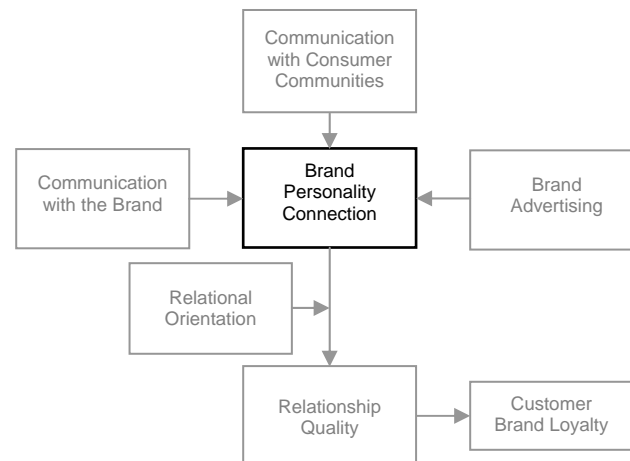 Communication
with Consumer
Communities
Communication
with the Brand
Brand
Personality
Connection
Brand
Advertising
Relational
Orientation
Relationship
Quality
Customer
Brand Loyalty